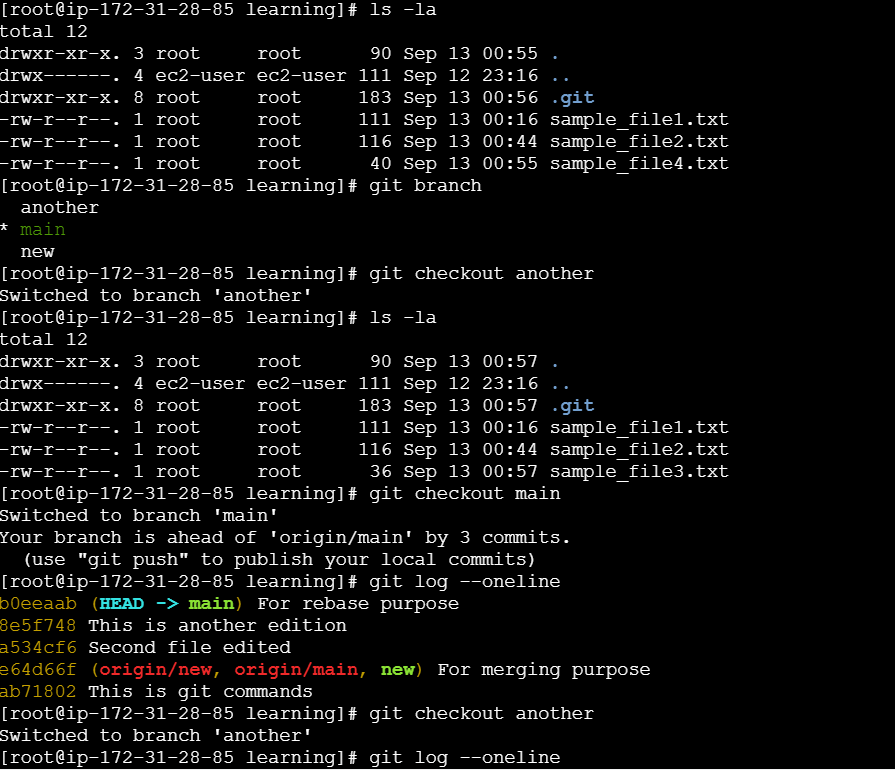 [root@ip-172-31-28-85 learning]# ls -la
total 12
drwxr-xr-x. 3 root     root      90 Sep 13 00:55 .
drwx------. 4 ec2-user ec2-user 111 Sep 12 23:16 ..
drwxr-xr-x. 8 root     root     183 Sep 13 00:56 .git
-rw-r--r--. 1 root     root     111 Sep 13 00:16 sample_file1.txt
-rw-r--r--. 1 root     root     116 Sep 13 00:44 sample_file2.txt
-rw-r--r--. 1 root     root      40 Sep 13 00:55 sample_file4.txt
[root@ip-172-31-28-85 learning]# git branch
  another
* main
  new
[root@ip-172-31-28-85 learning]# git checkout another
Switched to branch 'another'
[root@ip-172-31-28-85 learning]# ls -la
total 12
drwxr-xr-x. 3 root     root      90 Sep 13 00:57 .
drwx------. 4 ec2-user ec2-user 111 Sep 12 23:16 ..
drwxr-xr-x. 8 root     root     183 Sep 13 00:57 .git
-rw-r--r--. 1 root     root     111 Sep 13 00:16 sample_file1.txt
-rw-r--r--. 1 root     root     116 Sep 13 00:44 sample_file2.txt
-rw-r--r--. 1 root     root      36 Sep 13 00:57 sample_file3.txt
[root@ip-172-31-28-85 learning]# git checkout main
Switched to branch 'main'
Your branch is ahead of 'origin/main' by 3 commits.
  (use "git push" to publish your local commits)
[root@ip-172-31-28-85 learning]# git log --oneline
b0eeaab (HEAD -> main) For rebase purpose
8e5f748 This is another edition
a534cf6 Second file edited
e64d66f (origin/new, origin/main, new) For merging purpose
ab71802 This is git commands
[root@ip-172-31-28-85 learning]# git checkout another
Switched to branch 'another'
[root@ip-172-31-28-85 learning]# git log --oneline